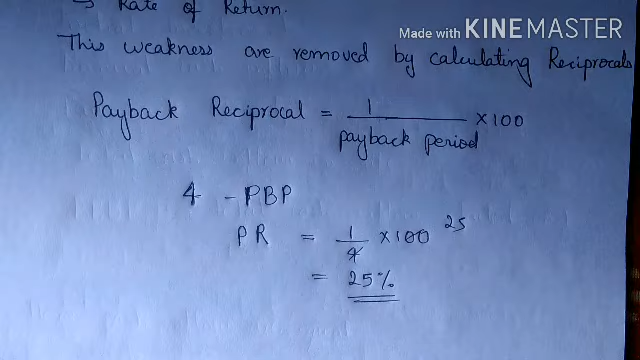 → Rate of Return.
Made with KINEMASTER
This weakness are removed by calculating Reciprocals
Payback Reciprocal = 1 / payback period × 100
4 - PBP
PR = 1/4 × 100 25
= 25%